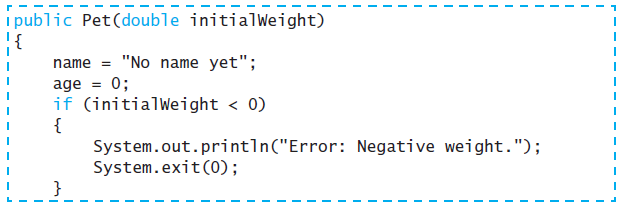 public Pet(double initialWeight)
{
    name = "No name yet";
    age = 0;
    if (initialWeight < 0)
    {
        System.out.println("Error: Negative weight.");
        System.exit(0);
    }